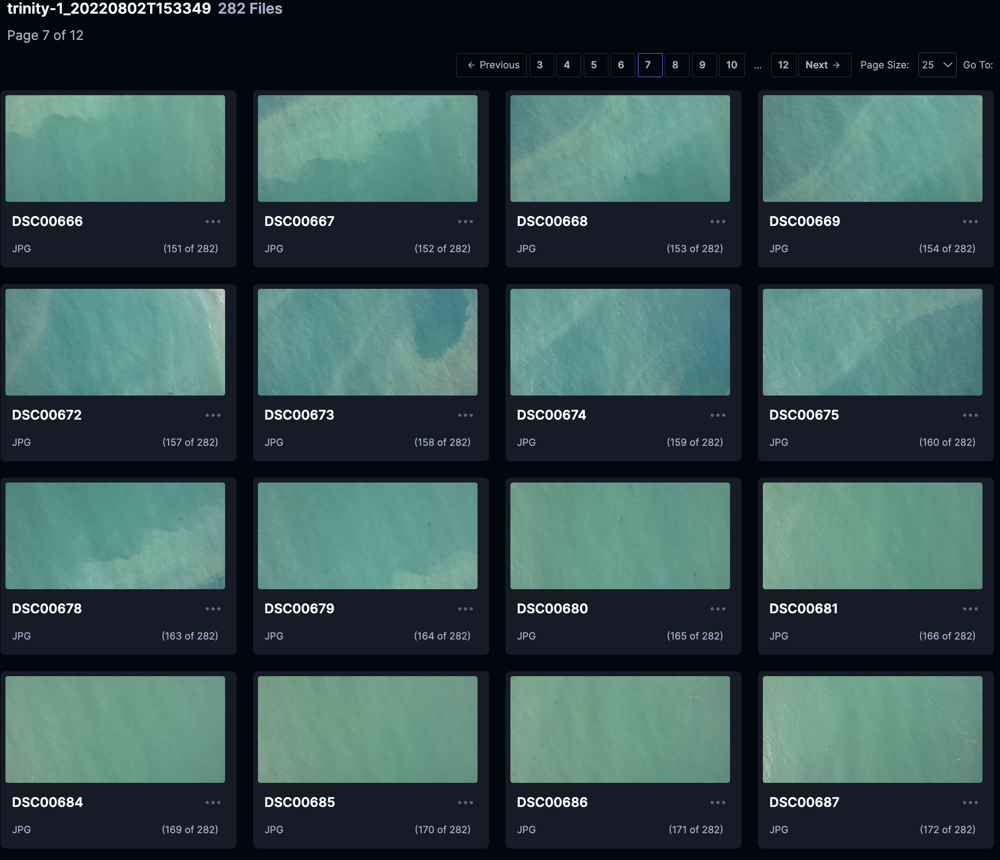 trinity-1_20220802T153349 282 Files
Page 7 of 12
← Previous 3 4 5 6 7 8 9 10 ... 12 Next → Page Size: 25 Go To:
DSC00666 ••• DSC00667 ••• DSC00668 ••• DSC00669 •••
JPG (151 of 282) JPG (152 of 282) JPG (153 of 282) JPG (154 of 282)
DSC00672 ••• DSC00673 ••• DSC00674 ••• DSC00675 •••
JPG (157 of 282) JPG (158 of 282) JPG (159 of 282) JPG (160 of 282)
DSC00678 ••• DSC00679 ••• DSC00680 ••• DSC00681 •••
JPG (163 of 282) JPG (164 of 282) JPG (165 of 282) JPG (166 of 282)
DSC00684 ••• DSC00685 ••• DSC00686 ••• DSC00687 •••
JPG (169 of 282) JPG (170 of 282) JPG (171 of 282) JPG (172 of 282)